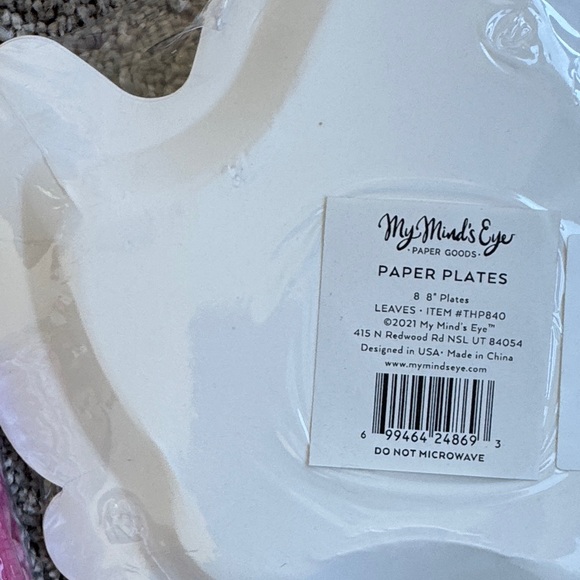 My Mind's Eye
· PAPER GOODS ·
PAPER PLATES
8 8" Plates
LEAVES · ITEM #THP840
©2021 My Mind's Eye™
415 N Redwood Rd NSL UT 84054
Designed in USA · Made in China
www.mymindseye.com
6 99464 24869 3
DO NOT MICROWAVE